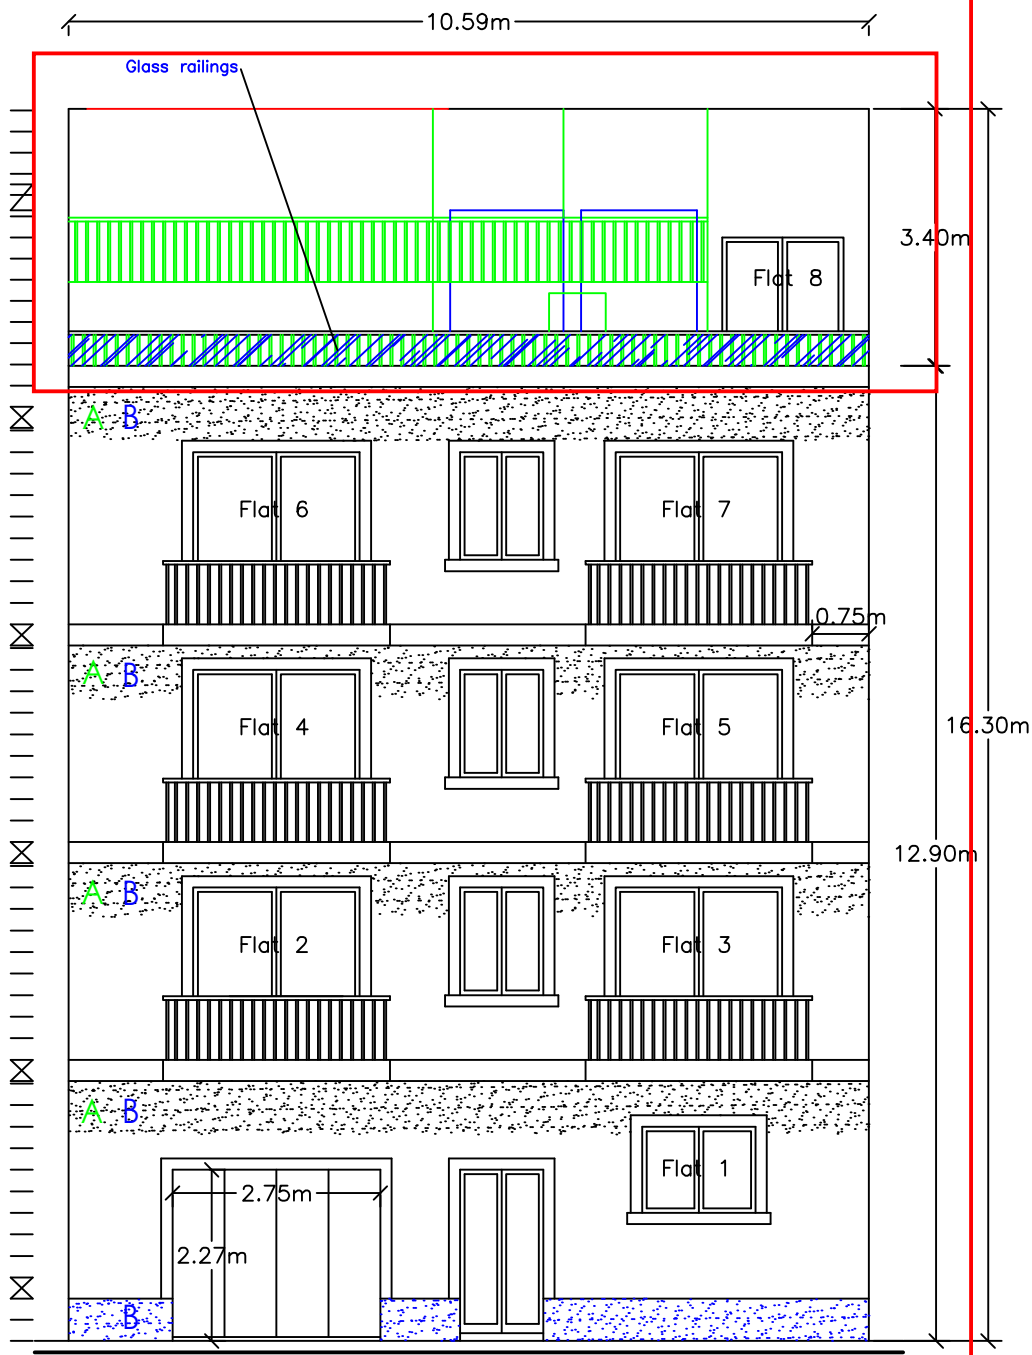 10.59m
Glass railings
3.40m
Flat 8
A B
Flat 6
Flat 7
0.75m
A B
Flat 4
Flat 5
16.30m
12.90m
A B
Flat 2
Flat 3
A B
Flat 1
2.75m
2.27m
B